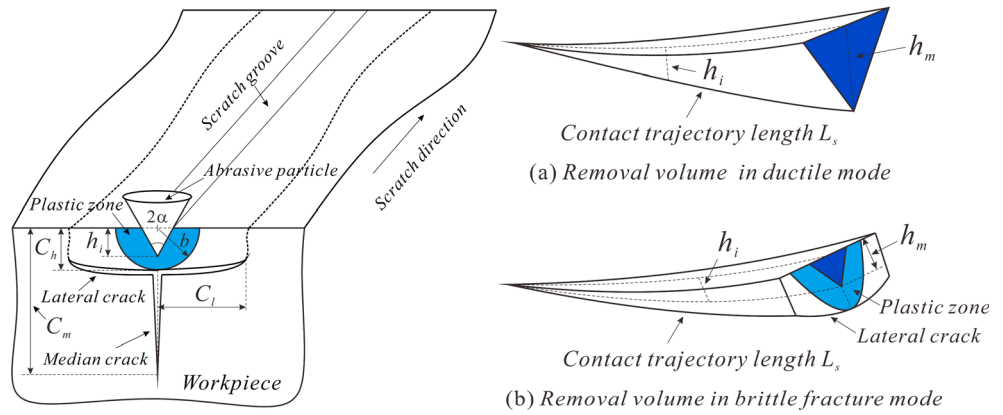 Scratch groove
Scratch direction
Abrasive particle
Plastic zone
2α
b
h_i
C_h
Lateral crack
C_l
C_m
Median crack
Workpiece
h_m
h_i
Contact trajectory length L_s
(a) Removal volume in ductile mode
h_m
h_i
Plastic zone
Lateral crack
Contact trajectory length L_s
(b) Removal volume in brittle fracture mode